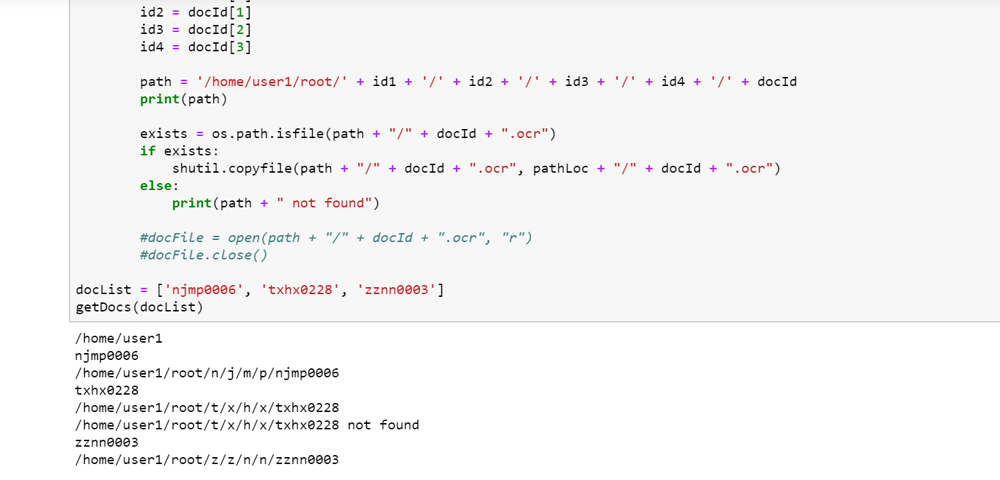 id2 = docId[1]
id3 = docId[2]
id4 = docId[3]
path = '/home/user1/root/' + id1 + '/' + id2 + '/' + id3 + '/' + id4 + '/' + docId
print(path)
exists = os.path.isfile(path + "/" + docId + ".ocr")
if exists:
shutil.copyfile(path + "/" + docId + ".ocr", pathLoc + "/" + docId + ".ocr")
else:
print(path + " not found")
#docFile = open(path + "/" + docId + ".ocr", "r")
#docFile.close()
docList = ['njmp0006', 'txhx0228', 'zznn0003']
getDocs(docList)
/home/user1
njmp0006
/home/user1/root/n/j/m/p/njmp0006
txhx0228
/home/user1/root/t/x/h/x/txhx0228
/home/user1/root/t/x/h/x/txhx0228 not found
zznn0003
/home/user1/root/z/z/n/n/zznn0003